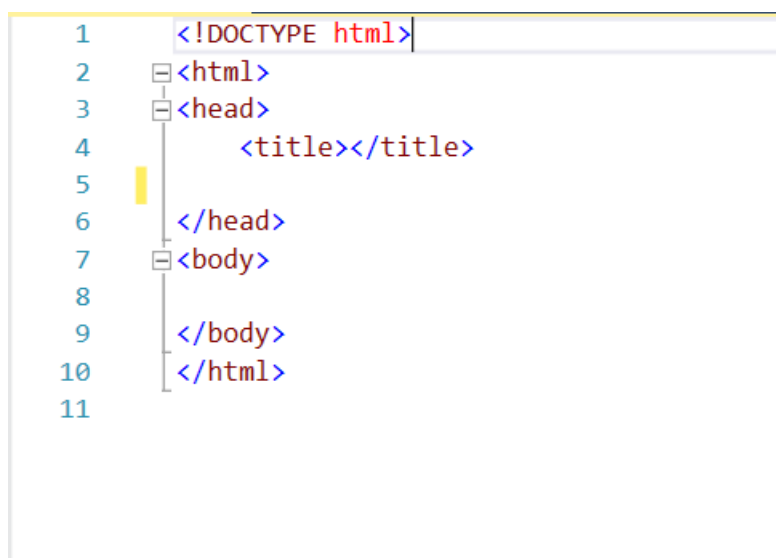 1 <!DOCTYPE html>
2 <html>
3 <head>
4 <title></title>
5
6 </head>
7 <body>
8
9 </body>
10 </html>
11